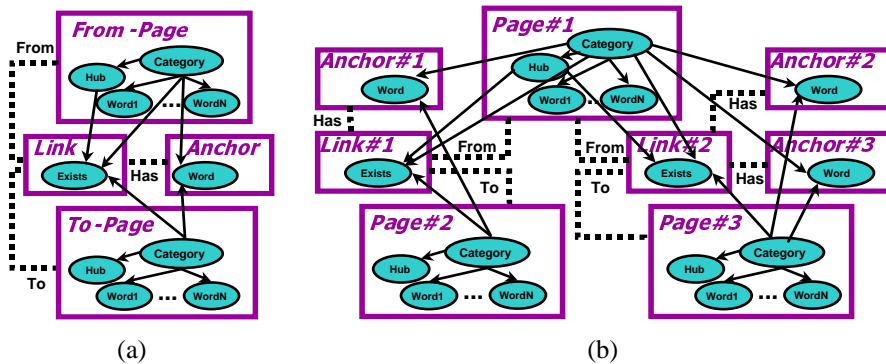 From -Page
From
Category
Hub
Word1
...
WordN
Link
Anchor
Has
Exists
Word
To -Page
Category
Hub
To
Word1
...
WordN
(a)
Page#1
Anchor#1
Category
Anchor#2
Hub
Word
Has
Word
Word1
...
WordN
Has
Link#1
From
From
Link#2
Anchor#3
Exists
To
To
Exists
Has
Word
Page#2
Page#3
Category
Category
Hub
Hub
Word1
...
WordN
Word1
...
WordN
(b)